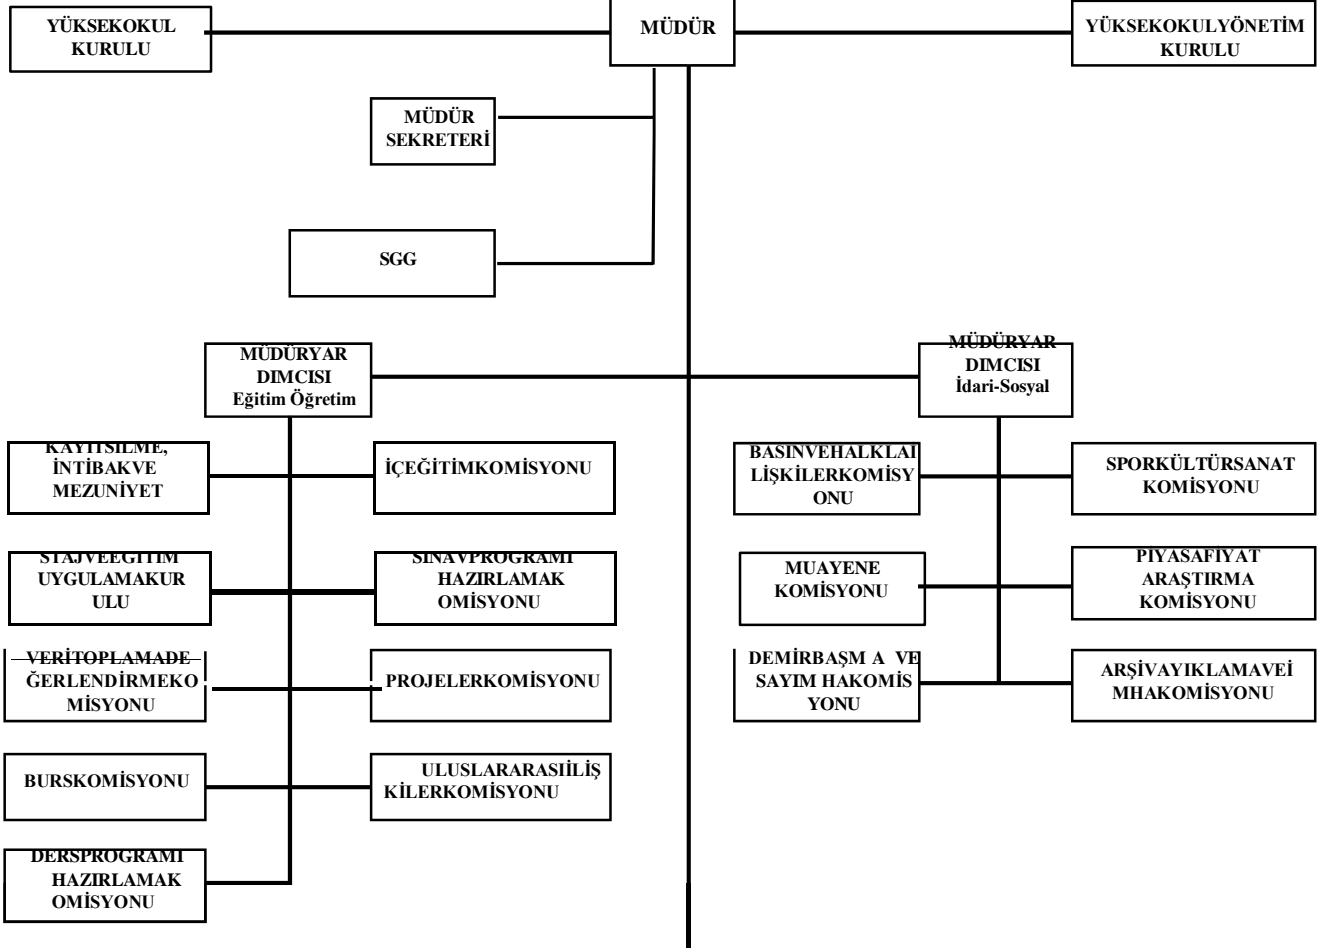 YÜKSEKOKUL
KURULU
MÜDÜR
YÜKSEKOKULYÖNETİM
KURULU
MÜDÜR
SEKRETERİ
SGG
MÜDÜRYAR
DIMCISI
Eğitim Öğretim
MÜDÜRYAR
DIMCISI
İdari-Sosyal
KAYITSİLME,
İNTİBAKVE
MEZUNİYET
İÇEĞİTİMKOMİSYONU
BASINVEHALKLAİ
LİŞKİLERKOMİSY
ONU
SPORKÜLTÜRSANAT
KOMİSYONU
STAJVEEĞİTİM
UYGULAMAKUR
ULU
SINAVPROGRAMI
HAZIRLAMAK
OMİSYONU
MUAYENE
KOMİSYONU
PİYASAFİYAT
ARAŞTIRMA
KOMİSYONU
VERİTOPLAMADE
ĞERLENDİRMEKO
MİSYONU
PROJELERKOMİSYONU
DEMİRBAŞM A VE
SAYIM HAKOMİS
YONU
ARŞİVAYIKLAMAVEİ
MHAKOMİSYONU
BURSKOMİSYONU
ULUSLARARASIİLİŞ
KİLERKOMİSYONU
DERSPROGRAMI
HAZIRLAMAK
OMİSYONU